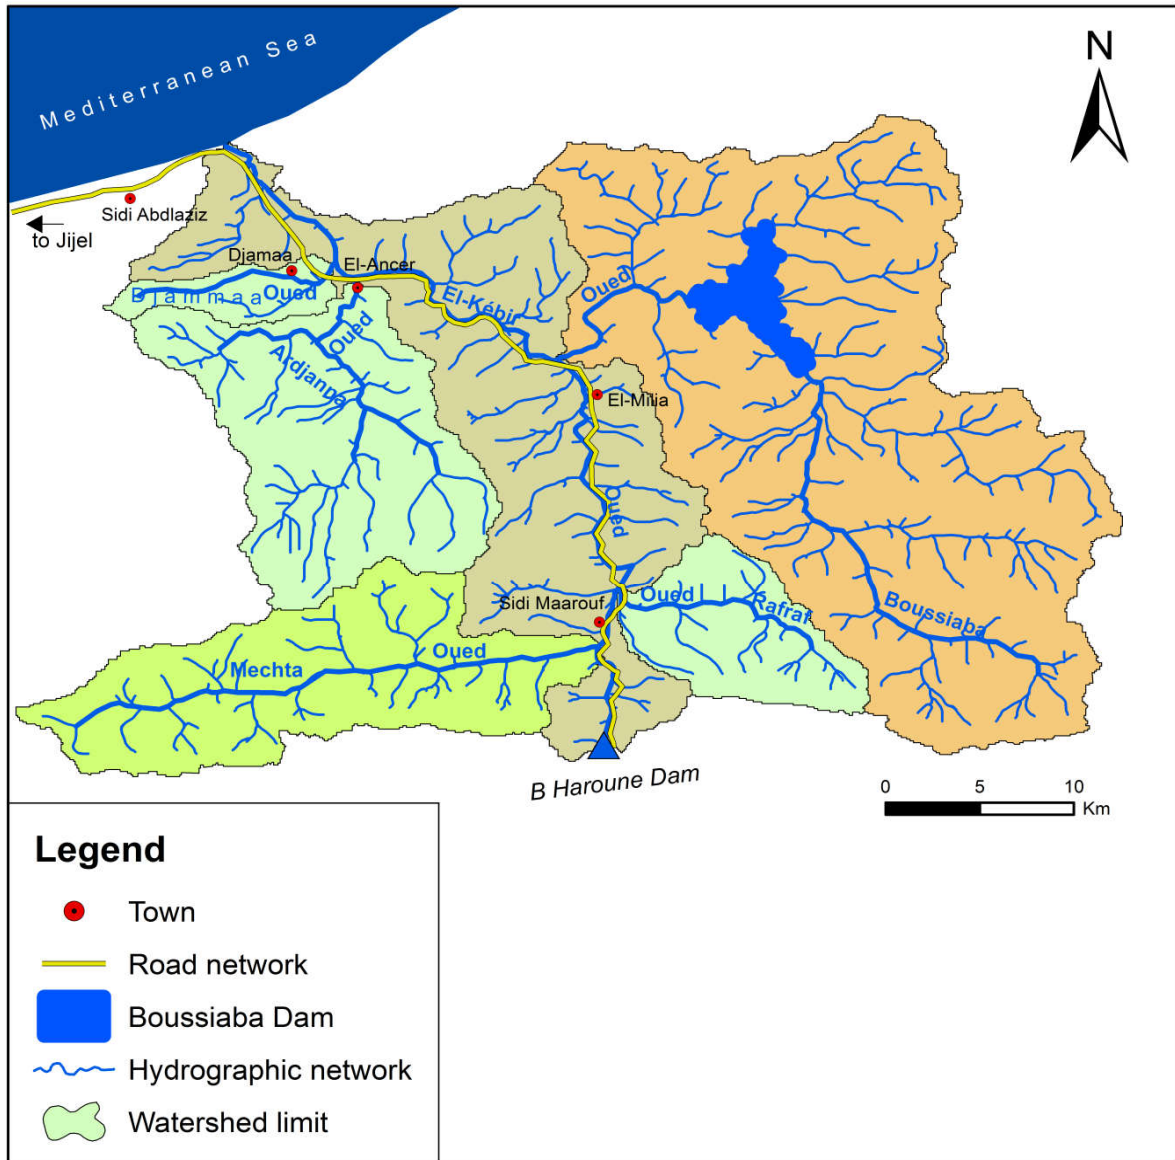 Mediterranean Sea
N
Sidi Abdlaziz
to Jijel
Djamaa
El-Ancer
Djammaa Oued
Oued
Ardjanna
El-Kébir
Oued
El-Milia
Oued
Sidi Maarouf
Oued Rafraf
Boussiaba
Mechta Oued
B Haroune Dam
0 5 10
Km
Legend
Town
Road network
Boussiaba Dam
Hydrographic network
Watershed limit